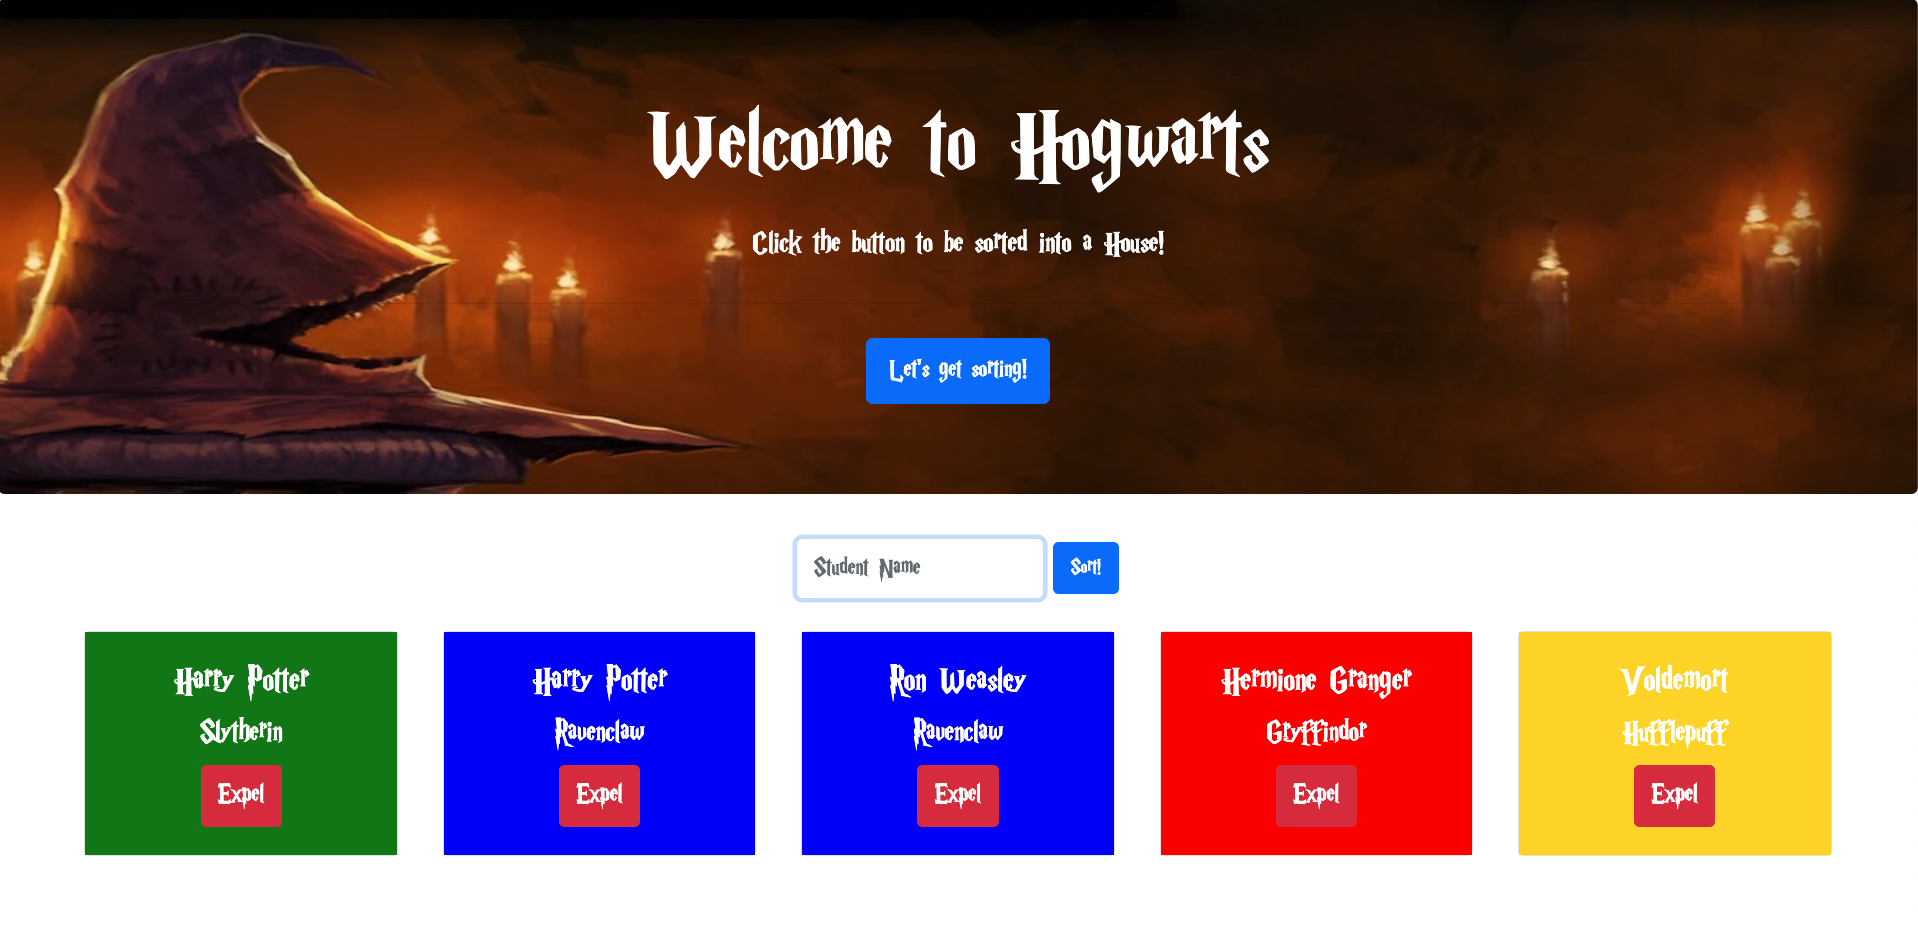 Welcome to Hogwarts
Click the button to be sorted into a House!
Let's get sorting!
Student Name
Sort!
Harry Potter
Slytherin
Expel
Harry Potter
Ravenclaw
Expel
Ron Weasley
Ravenclaw
Expel
Hermione Granger
Gryffindor
Expel
Voldemort
Hufflepuff
Expel